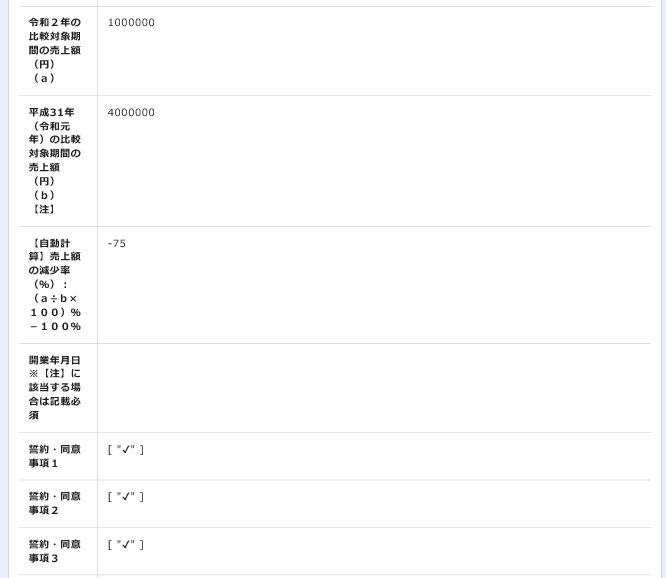 令和２年の
比較対象期
間の売上額
（円）
（ａ）
1000000
平成31年
（令和元
年）の比較
対象期間の
売上額
（円）
（ｂ）
【注】
4000000
【自動計
算】売上額
の減少率
（%）：
（ａ÷ｂ×
１００）%
－１００%
-75
開業年月日
※【注】に
該当する場
合は記載必
須
誓約・同意
事項１
[ "✓" ]
誓約・同意
事項２
[ "✓" ]
誓約・同意
事項３
[ "✓" ]